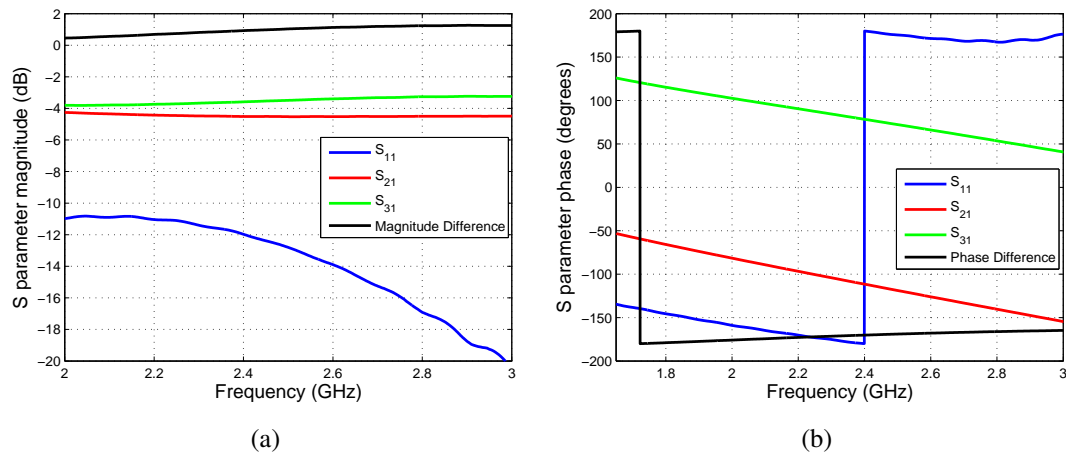 2
0
−2
−4
−6
−8
−10
−12
−14
−16
−18
−20
S parameter magnitude (dB)
S11
S21
S31
Magnitude Difference
2 2.2 2.4 2.6 2.8 3
Frequency (GHz)
(a)
200
150
100
50
0
−50
−100
−150
−200
S parameter phase (degrees)
S11
S21
S31
Phase Difference
1.8 2 2.2 2.4 2.6 2.8 3
Frequency (GHz)
(b)